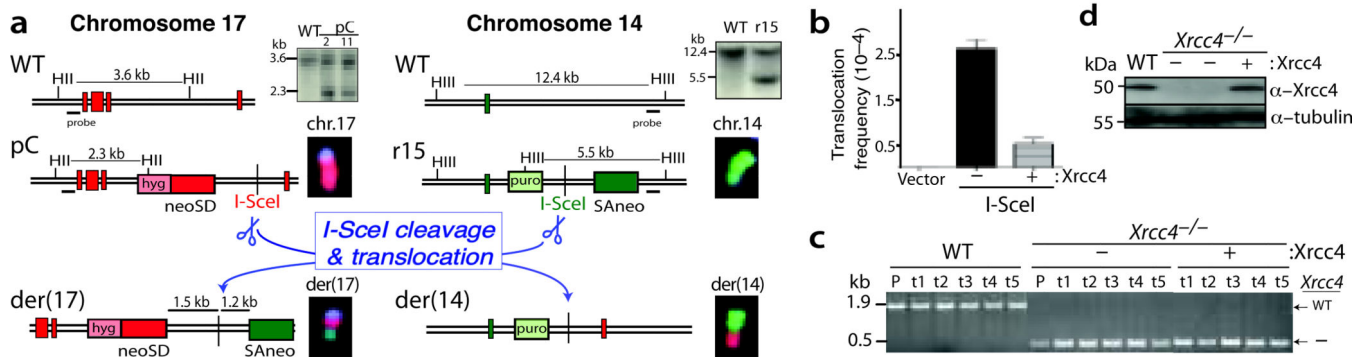 a
Chromosome 17
Chromosome 14
WT
3.6 kb
HII HII
probe
kb WT pC
2 11
3.6
2.3
pC
2.3 kb
HII HII
hyg
neoSD
I-SceI
chr.17
WT
12.4 kb
HIII HIII
probe
kb WT r15
12.4
5.5
r15
5.5 kb
HIII HIII HIII
puro
I-SceI
SAneo
chr.14
I-SceI cleavage
& translocation
der(17)
1.5 kb 1.2 kb
hyg
neoSD
SAneo
der(17)
der(14)
puro
der(14)
b
Translocation
frequency (10–4)
2.5
1.5
0.5
Vector – + :Xrcc4
I-SceI
d
Xrcc4–/–
kDa WT – – + :Xrcc4
50 α–Xrcc4
55 α–tubulin
c
Xrcc4–/–
WT – + :Xrcc4
kb P t1 t2 t3 t4 t5 P t1 t2 t3 t4 t5 t1 t2 t3 t4 t5 Xrcc4
1.9 ← WT
0.5 ← –